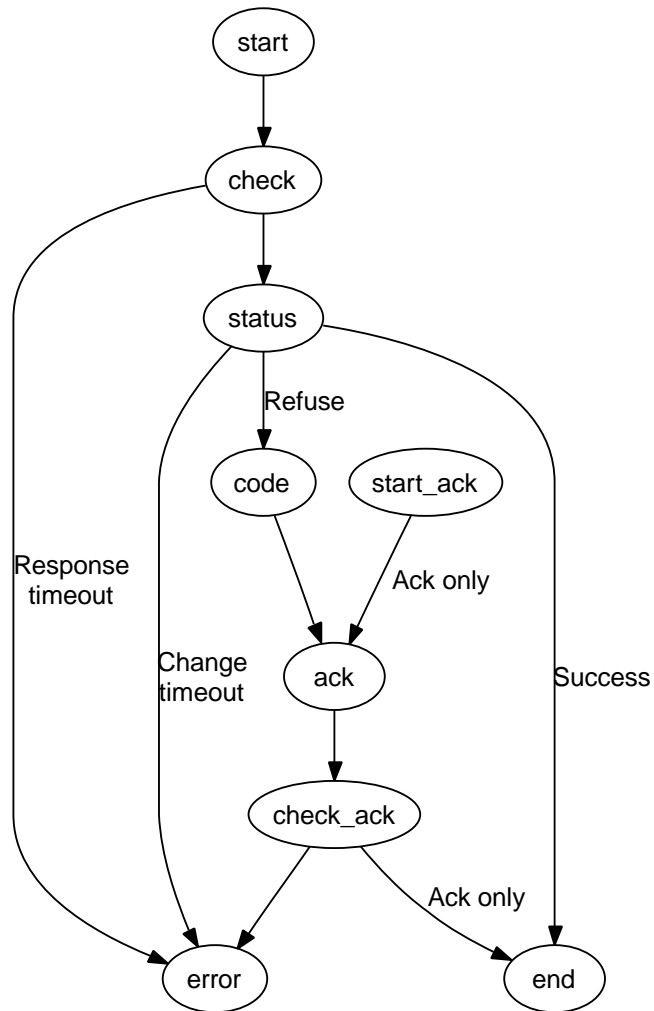 start
check
status
Refuse
code
start_ack
Response
timeout
Ack only
Change
timeout
ack
Success
check_ack
Ack only
error
end